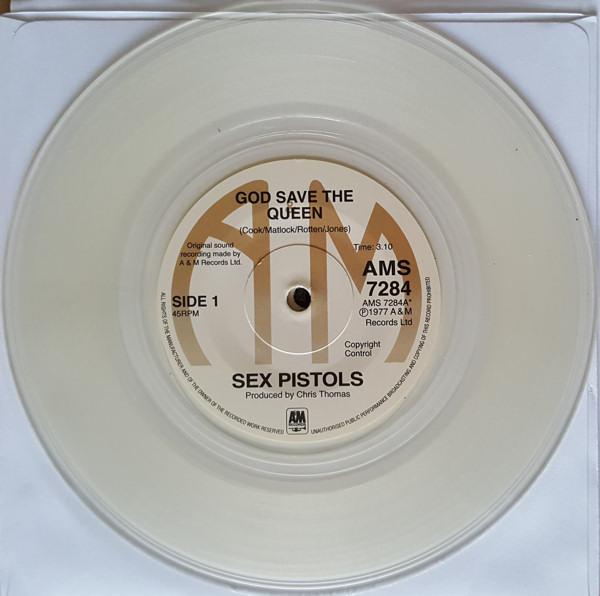 GOD SAVE THE
QUEEN
(Cook/Matlock/Rotten/Jones)
Original sound
recording made by
A & M Records Ltd.
Time: 3.10
AMS
7284
AMS 7284A*
℗1977 A & M
Records Ltd
SIDE 1
45RPM
Copyright
Control
SEX PISTOLS
Produced by Chris Thomas
AM
ALL RIGHTS OF THE MANUFACTURER AND OF THE OWNER OF THE RECORDED WORK RESERVED
UNAUTHORISED PUBLIC PERFORMANCE BROADCASTING AND COPYING OF THIS RECORD PROHIBITED